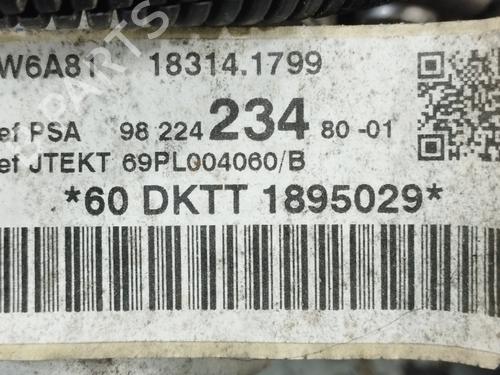 W6A81 18314.1799
ef PSA 98 224 234 80-01
ef JTEKT 69PL004060/B
*60 DKTT 1895029*